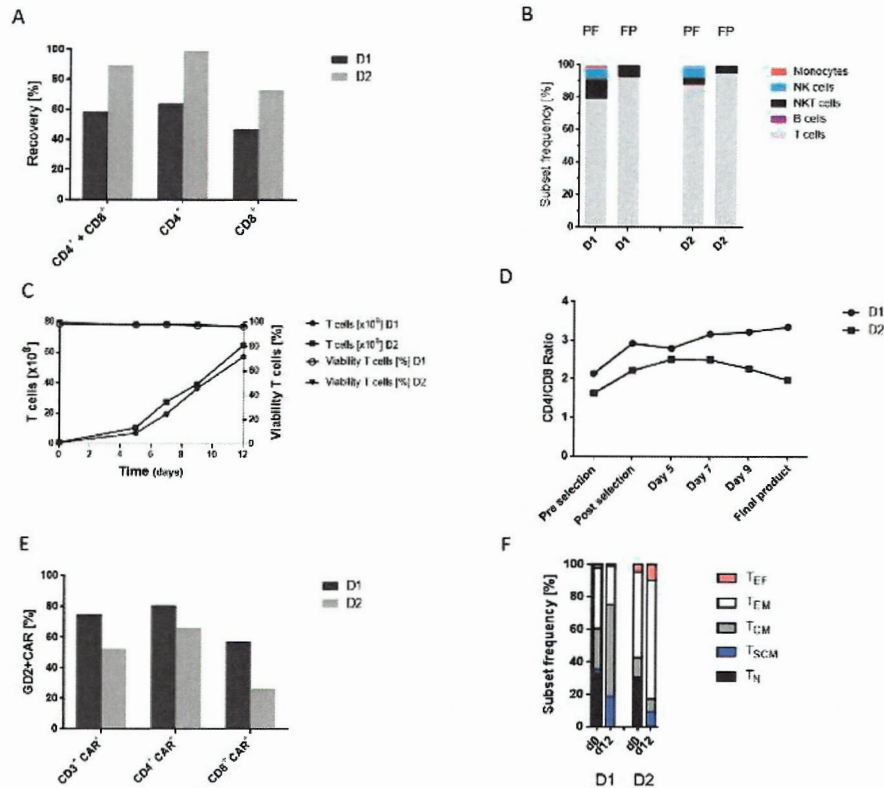 A
Recovery [%]
100
80
60
40
20
0
CD4+ + CD8+
CD4+
CD8+
D1
D2
B
PF FP PF FP
Subset frequency [%]
100
80
60
40
20
0
D1 D1 D2 D2
Monocytes
NK cells
NKT cells
B cells
T cells
C
T cells [x10⁸]
80
60
40
20
0
0 2 4 6 8 10 12
Time (days)
100
80
60
40
20
0
Viability T cells [%]
T cells [x10⁸] D1
T cells [x10⁸] D2
Viability T cells [%] D1
Viability T cells [%] D2
D
CD4/CD8 Ratio
4
3
2
1
0
Pre selection
Post selection
Day 5
Day 7
Day 9
Final product
D1
D2
E
GD2+CAR [%]
100
80
60
40
20
0
CD3+ CAR+
CD4+ CAR+
CD8+ CAR+
D1
D2
F
Subset frequency [%]
100
80
60
40
20
0
d0 d12 d0 d12
D1 D2
TEF
TEM
TCM
TSCM
TN